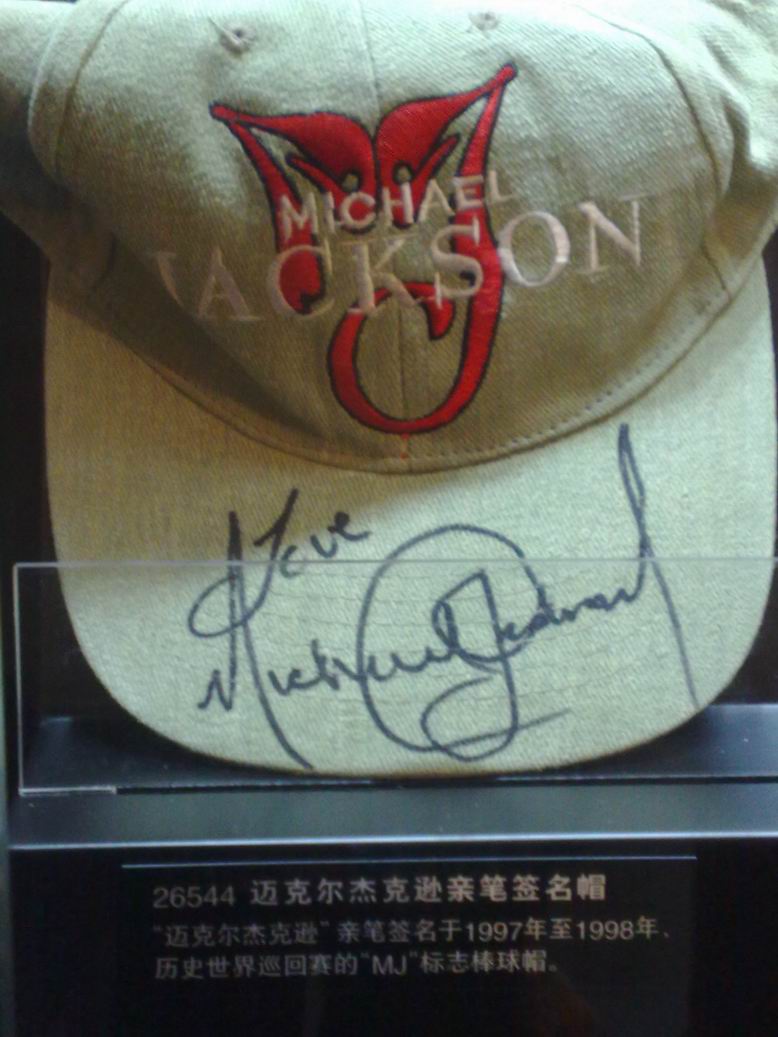 MICHAEL
JACKSON
Love
Michael Jackson
26544 迈克尔杰克逊亲笔签名帽
“迈克尔杰克逊”亲笔签名于1997年至1998年、
历史世界巡回赛的“MJ”标志棒球帽。